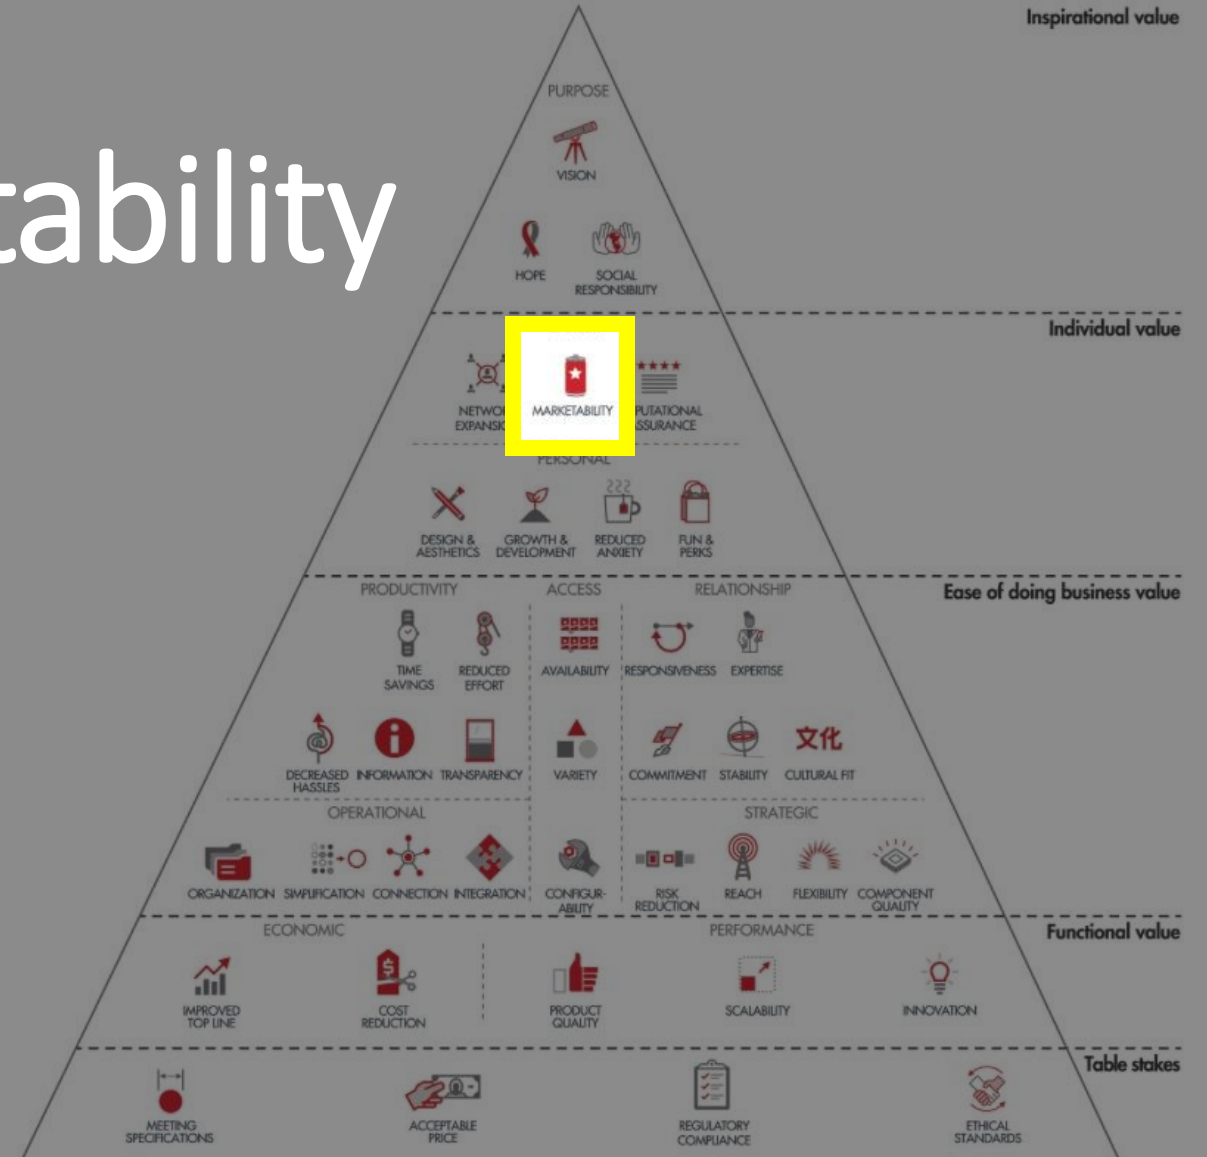 Inspirational value
PURPOSE
VISION
tability
HOPE
SOCIAL
RESPONSIBILITY
Individual value
NETWO
EXPANSI
MARKETABILITY
PUTATIONAL
SSURANCE
PERSONAL
DESIGN &
AESTHETICS
GROWTH &
DEVELOPMENT
REDUCED
ANXIETY
FUN &
PERKS
Ease of doing business value
PRODUCTIVITY
ACCESS
RELATIONSHIP
TIME
SAVINGS
REDUCED
EFFORT
AVAILABILITY
RESPONSIVENESS
EXPERTISE
文化
DECREASED
HASSLES
INFORMATION
TRANSPARENCY
VARIETY
COMMITMENT
STABILITY
CULTURAL FIT
OPERATIONAL
STRATEGIC
ORGANIZATION
SIMPLIFICATION
CONNECTION
INTEGRATION
CONFIGUR-
ABILITY
RISK
REDUCTION
REACH
FLEXIBILITY
COMPONENT
QUALITY
Functional value
ECONOMIC
PERFORMANCE
$
IMPROVED
TOP LINE
COST
REDUCTION
PRODUCT
QUALITY
SCALABILITY
INNOVATION
Table stakes
MEETING
SPECIFICATIONS
ACCEPTABLE
PRICE
REGULATORY
COMPLIANCE
ETHICAL
STANDARDS